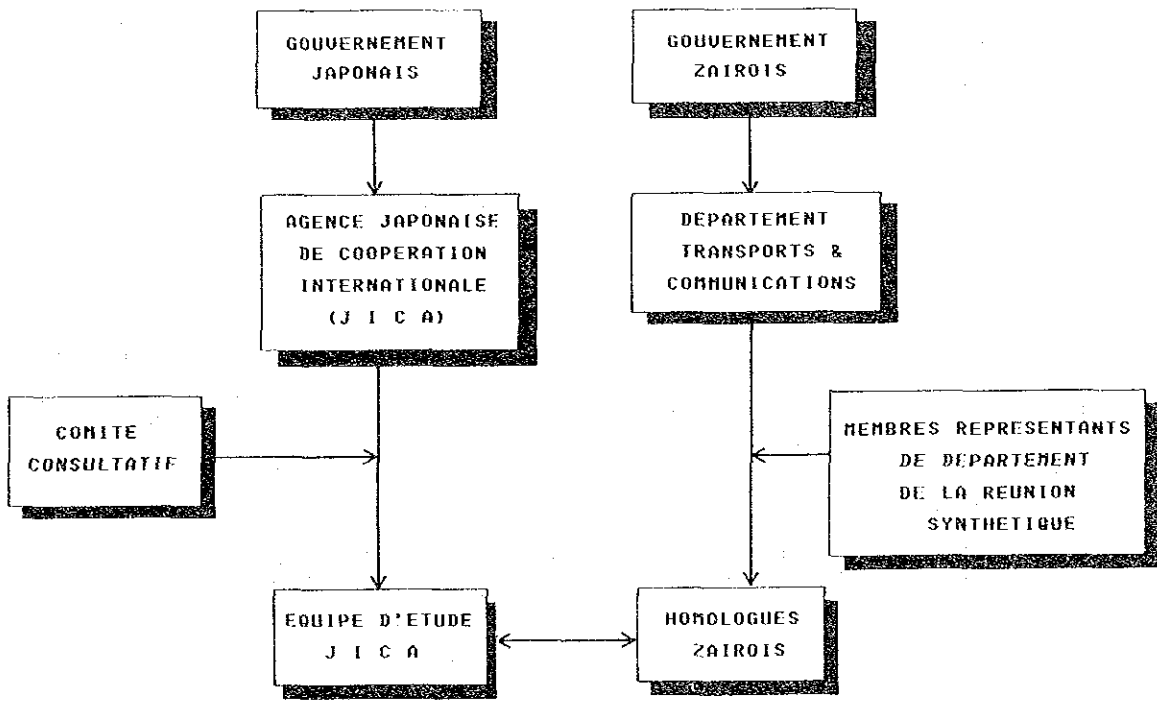 GOUVERNEMENT
JAPONAIS
GOUVERNEMENT
ZAIROIS
AGENCE JAPONAISE
DE COOPERATION
INTERNATIONALE
(J I C A)
DEPARTEMENT
TRANSPORTS &
COMMUNICATIONS
COMITE
CONSULTATIF
MEMBRES REPRESENTANTS
DE DEPARTEMENT
DE LA REUNION
SYNTHETIQUE
EQUIPE D'ETUDE
J I C A
HOMOLOGUES
ZAIROIS